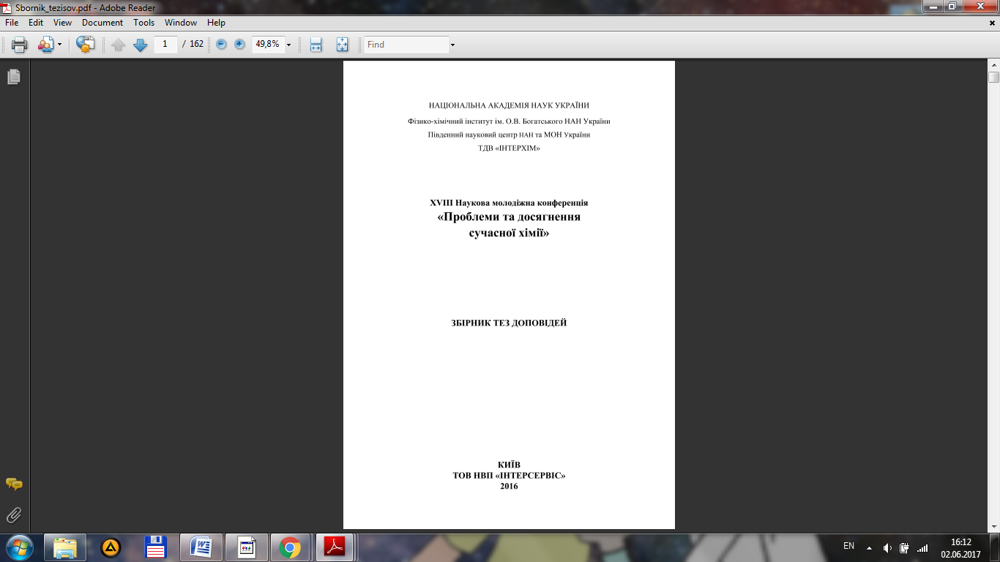 Sbornik_tezisov.pdf - Adobe Reader
File Edit View Document Tools Window Help
1 / 162 49,8% Find
НАЦІОНАЛЬНА АКАДЕМІЯ НАУК УКРАЇНИ
Фізико-хімічний інститут ім. О.В. Богатського НАН України
Південний науковий центр НАН та МОН України
ТДВ «ІНТЕРХІМ»
XVIII Наукова молодіжна конференція
«Проблеми та досягнення
сучасної хімії»
ЗБІРНИК ТЕЗ ДОПОВІДЕЙ
КИЇВ
ТОВ НВП «ІНТЕРСЕРВІС»
2016
EN
16:12
02.06.2017